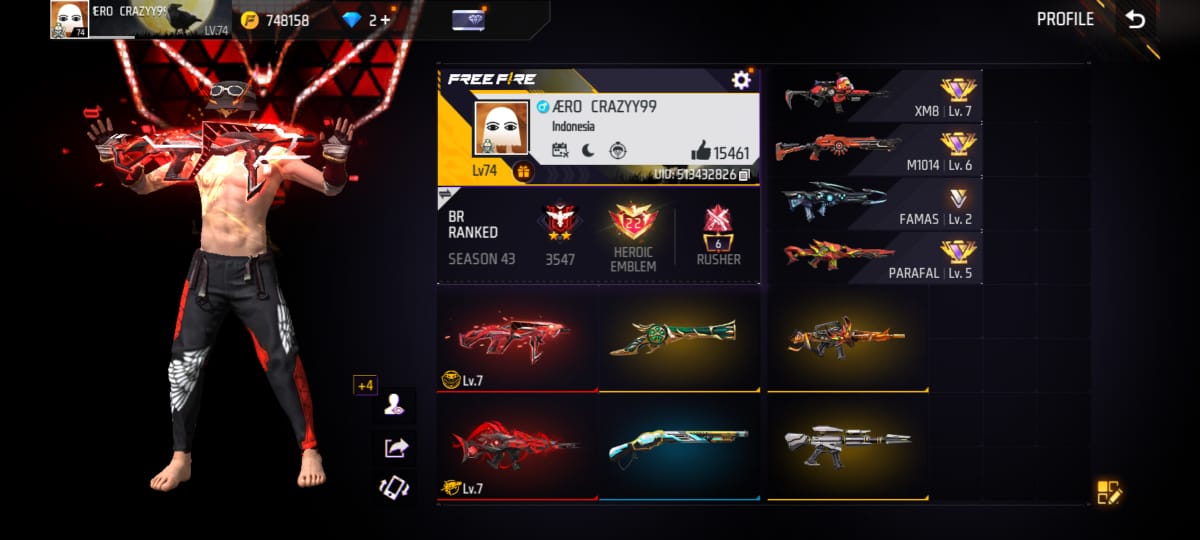 ÆRO CRAZYY99
74
LV.74
748158
2+
PROFILE
FREE FIRE
ÆRO CRAZYY99
Indonesia
15461
Lv74
UID: 513432826
BR RANKED
SEASON 43
3547
22
HEROIC
EMBLEM
6
RUSHER
XM8 Lv. 7
M1014 Lv. 6
FAMAS Lv. 2
PARAFAL Lv. 5
Lv.7
Lv.7
+4